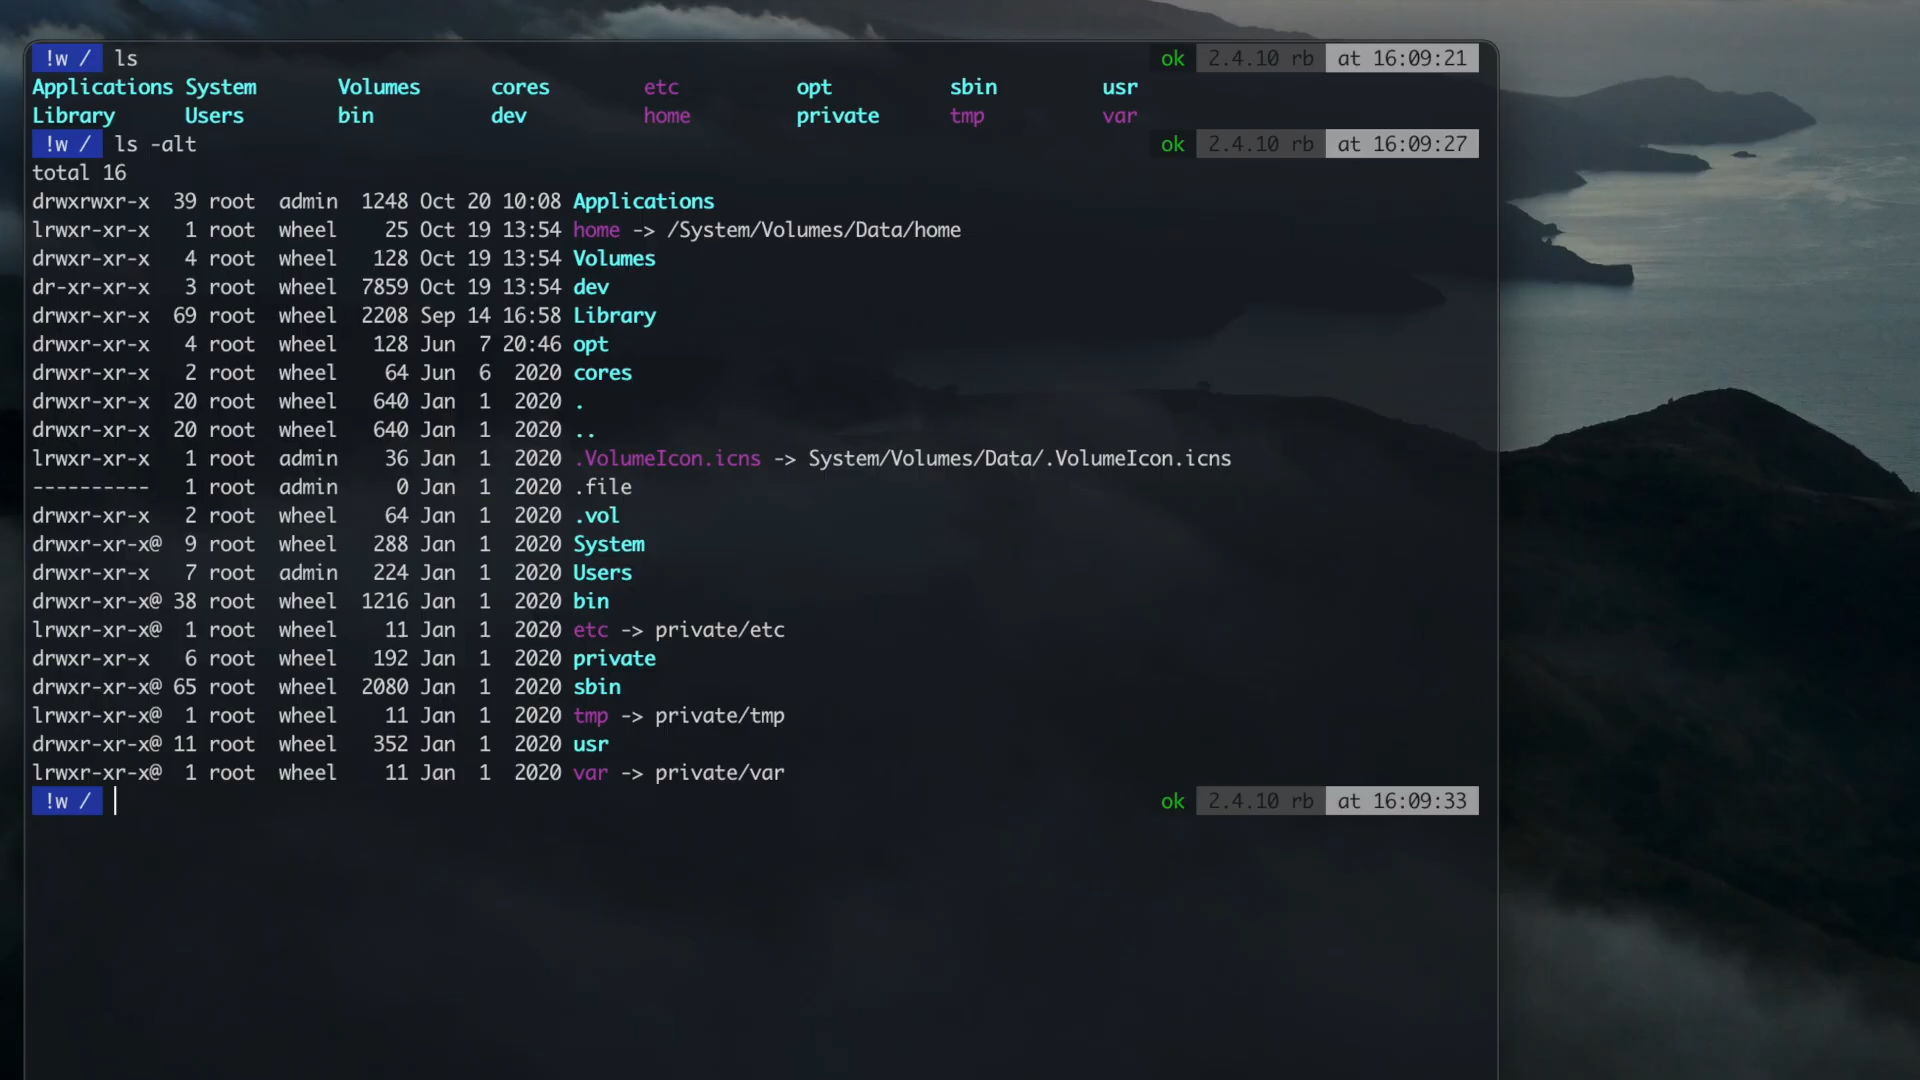 !w / ls ok 2.4.10 rb at 16:09:21
Applications System Volumes cores etc opt sbin usr
Library Users bin dev home private tmp var
!w / ls -alt ok 2.4.10 rb at 16:09:27
total 16
drwxrwxr-x 39 root admin 1248 Oct 20 10:08 Applications
lrwxr-xr-x 1 root wheel 25 Oct 19 13:54 home -> /System/Volumes/Data/home
drwxr-xr-x 4 root wheel 128 Oct 19 13:54 Volumes
dr-xr-xr-x 3 root wheel 7859 Oct 19 13:54 dev
drwxr-xr-x 69 root wheel 2208 Sep 14 16:58 Library
drwxr-xr-x 4 root wheel 128 Jun 7 20:46 opt
drwxr-xr-x 2 root wheel 64 Jun 6 2020 cores
drwxr-xr-x 20 root wheel 640 Jan 1 2020 .
drwxr-xr-x 20 root wheel 640 Jan 1 2020 ..
lrwxr-xr-x 1 root admin 36 Jan 1 2020 .VolumeIcon.icns -> System/Volumes/Data/.VolumeIcon.icns
---------- 1 root admin 0 Jan 1 2020 .file
drwxr-xr-x 2 root wheel 64 Jan 1 2020 .vol
drwxr-xr-x@ 9 root wheel 288 Jan 1 2020 System
drwxr-xr-x 7 root admin 224 Jan 1 2020 Users
drwxr-xr-x@ 38 root wheel 1216 Jan 1 2020 bin
lrwxr-xr-x@ 1 root wheel 11 Jan 1 2020 etc -> private/etc
drwxr-xr-x 6 root wheel 192 Jan 1 2020 private
drwxr-xr-x@ 65 root wheel 2080 Jan 1 2020 sbin
lrwxr-xr-x@ 1 root wheel 11 Jan 1 2020 tmp -> private/tmp
drwxr-xr-x@ 11 root wheel 352 Jan 1 2020 usr
lrwxr-xr-x@ 1 root wheel 11 Jan 1 2020 var -> private/var
!w / ok 2.4.10 rb at 16:09:33